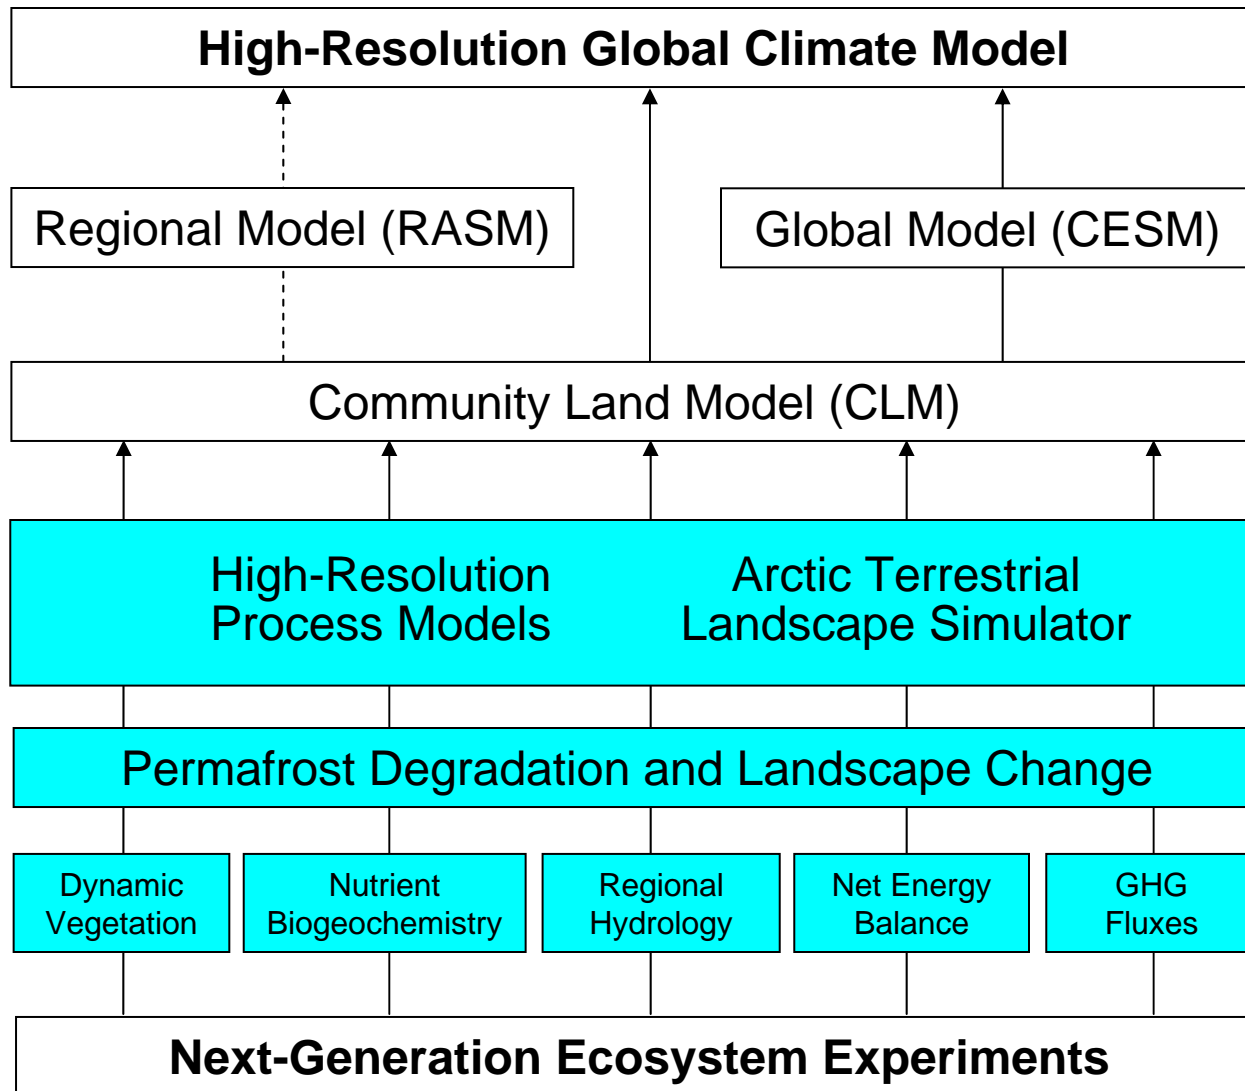 High-Resolution Global Climate Model
Regional Model (RASM)
Global Model (CESM)
Community Land Model (CLM)
High-Resolution
Process Models
Arctic Terrestrial
Landscape Simulator
Permafrost Degradation and Landscape Change
Dynamic
Vegetation
Nutrient
Biogeochemistry
Regional
Hydrology
Net Energy
Balance
GHG
Fluxes
Next-Generation Ecosystem Experiments